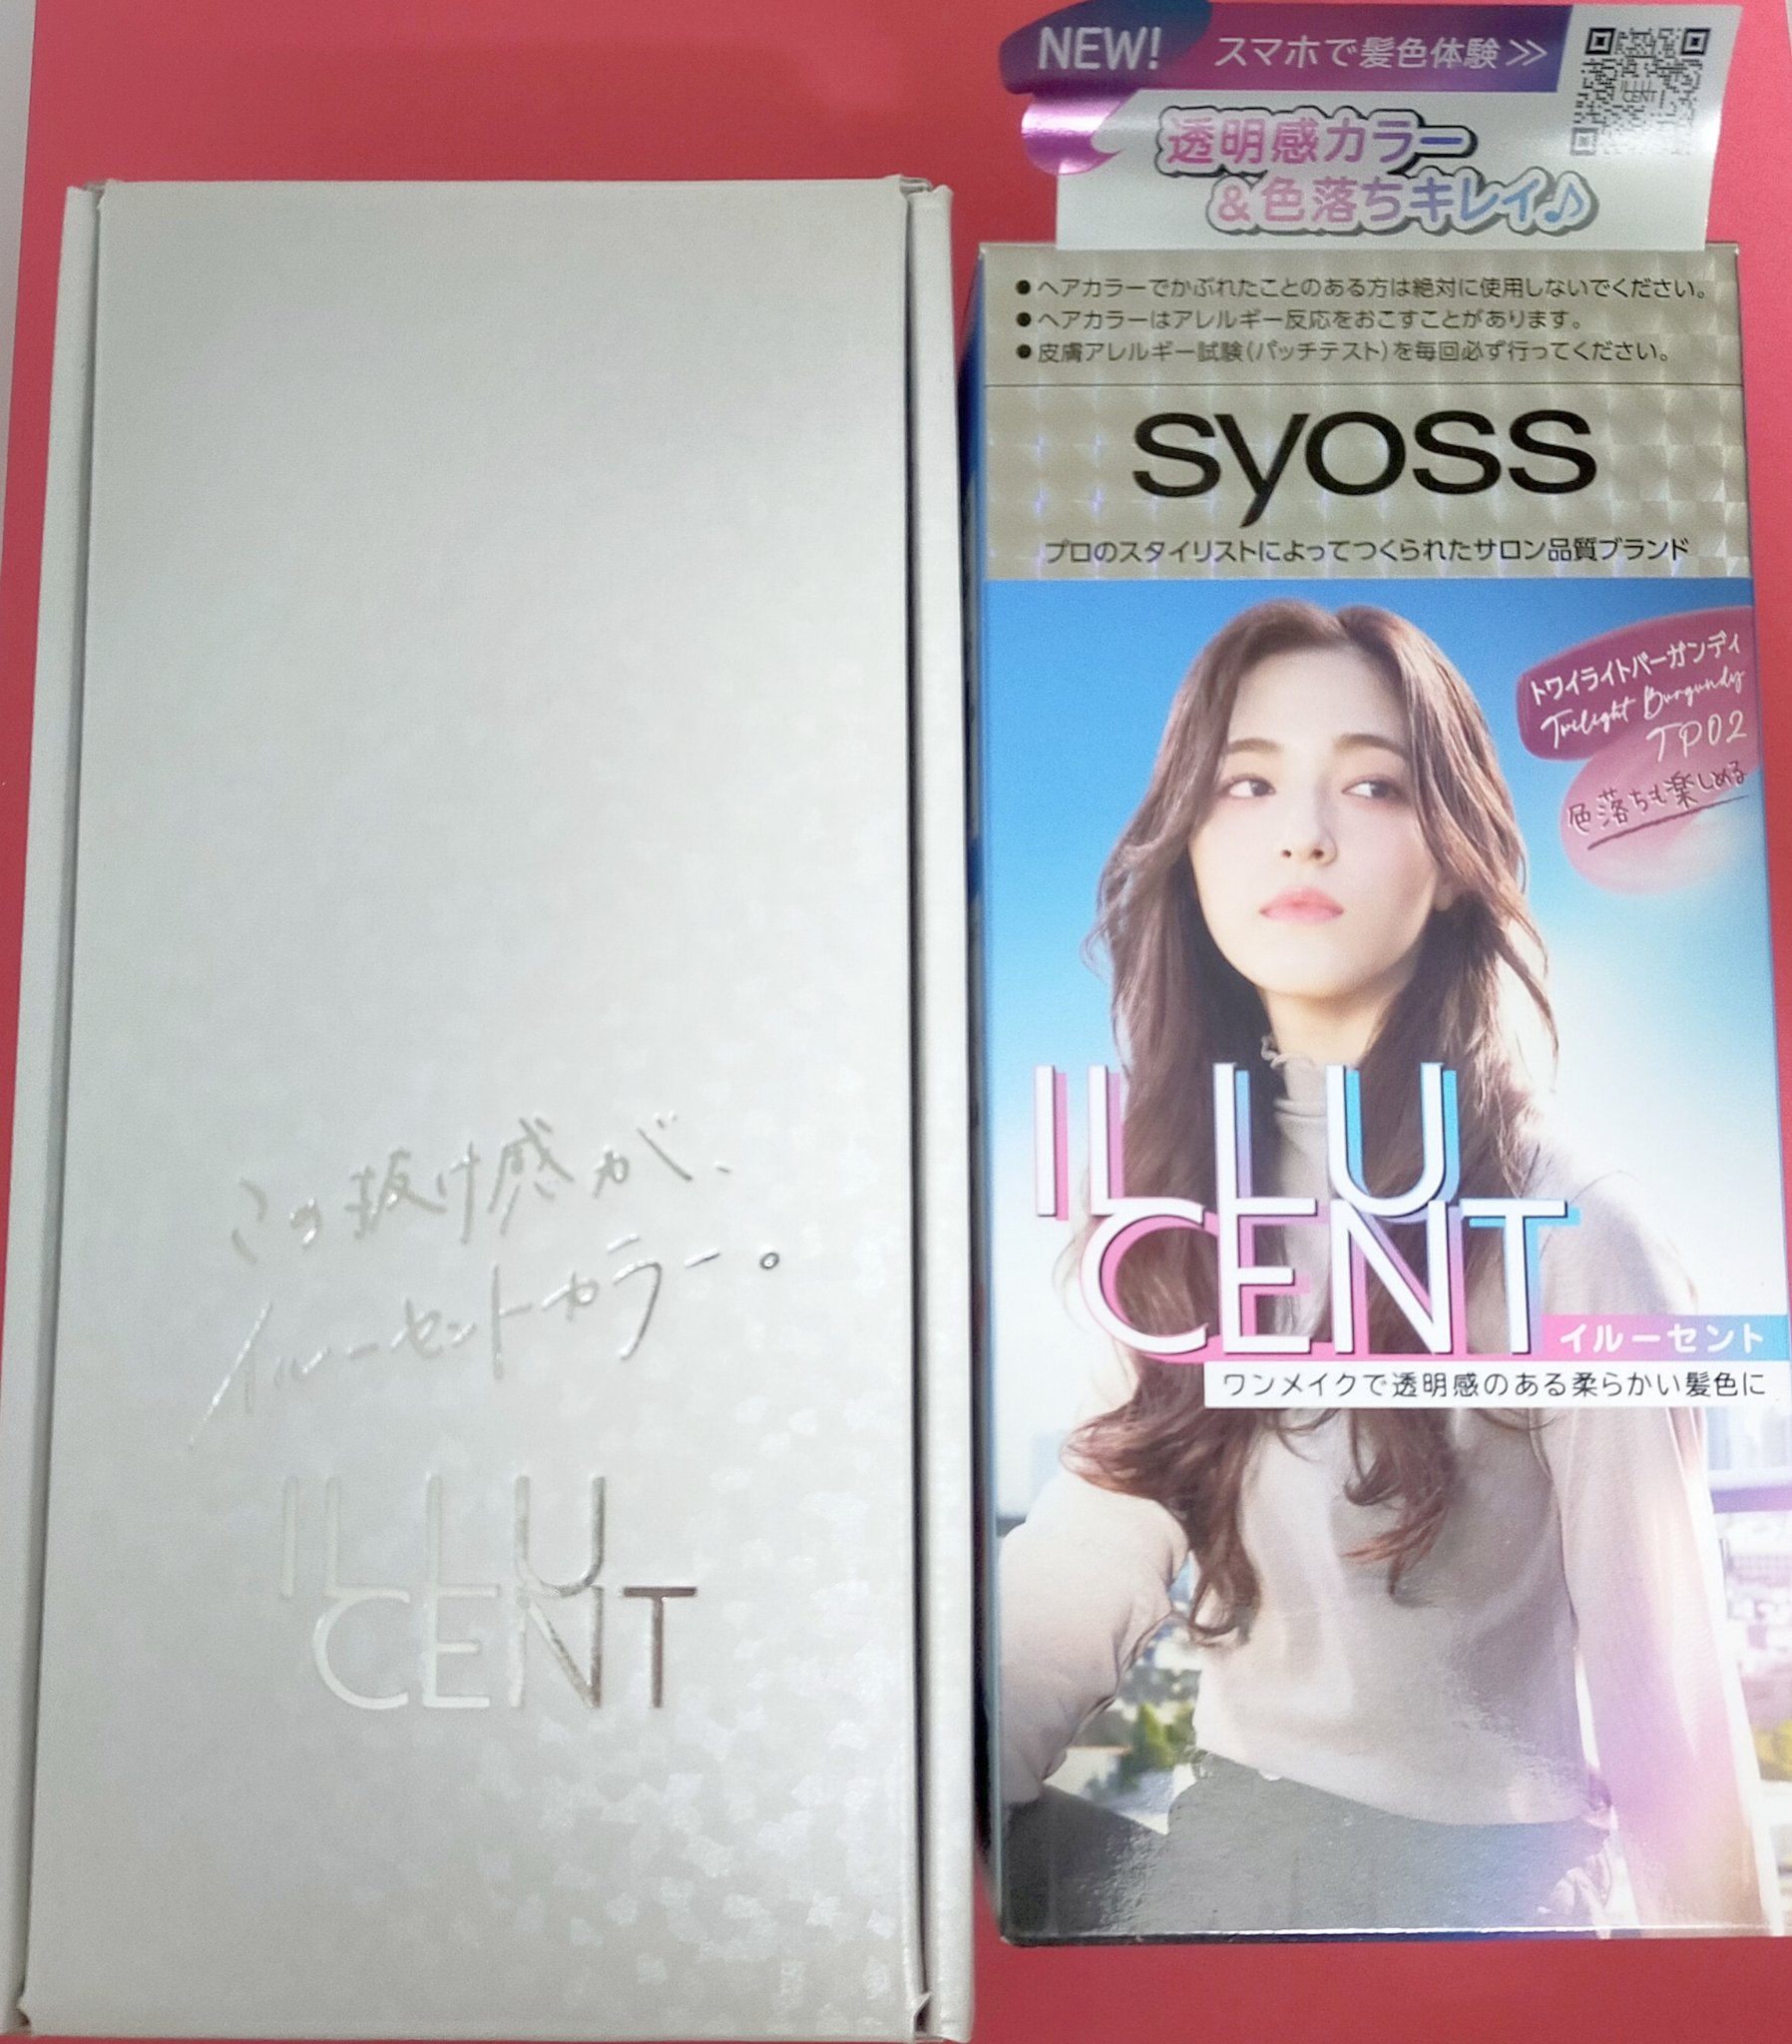 この抜け感が、
イルーセントカラー。
ILLU
CENT
NEW!
スマホで髪色体験≫
ILLU
CENT
透明感カラー
&色落ちキレイ♪
●ヘアカラーでかぶれたことのある方は絶対に使用しないでください。
●ヘアカラーはアレルギー反応をおこすことがあります。
●皮膚アレルギー試験(パッチテスト)を毎回必ず行ってください。
syoss
プロのスタイリストによってつくられたサロン品質ブランド
トワイライトバーガンディ
Twilight Burgundy
TP02
色落ちも楽しめる
ILLU
CENT
イルーセント
ワンメイクで透明感のある柔らかい髪色に